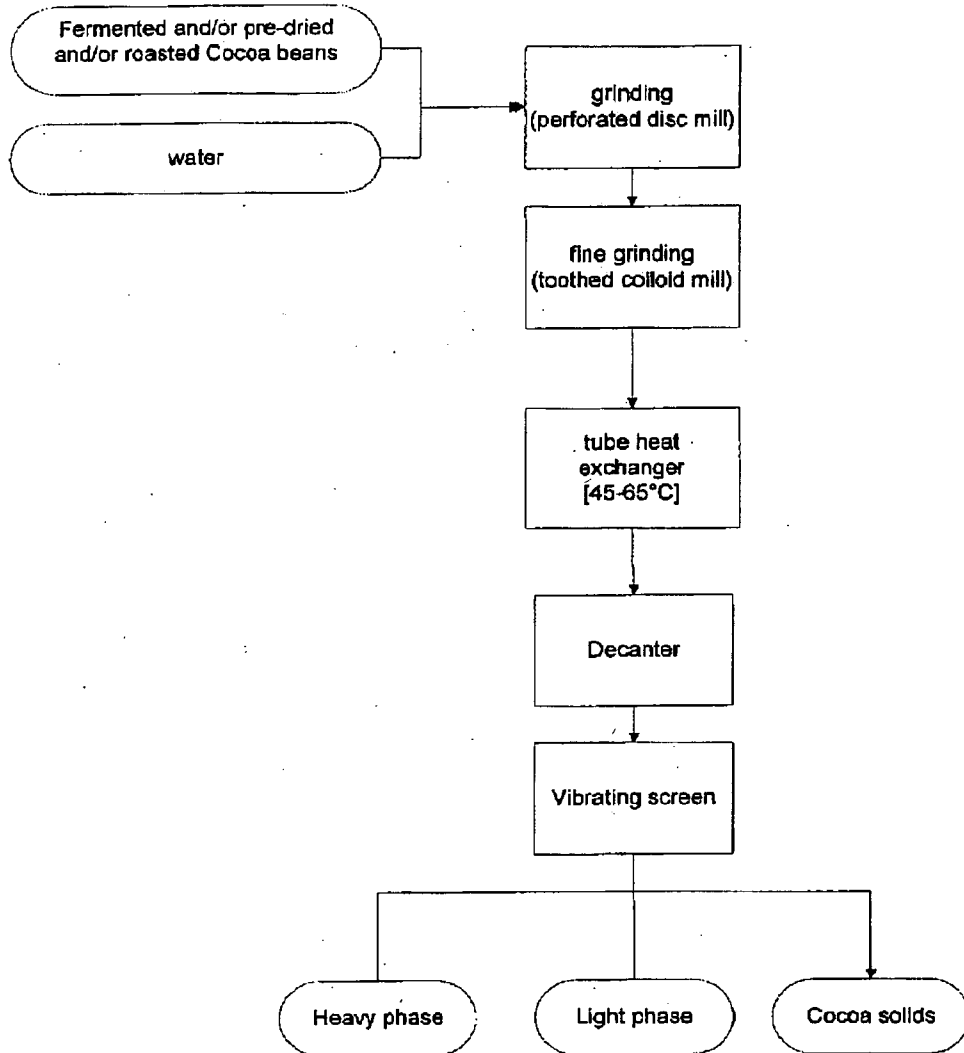 Fermented and/or pre-dried
and/or roasted Cocoa beans
water
grinding
(perforated disc mill)
fine grinding
(toothed colloid mill)
tube heat
exchanger
[45-65°C]
Decanter
Vibrating screen
Heavy phase
Light phase
Cocoa solids